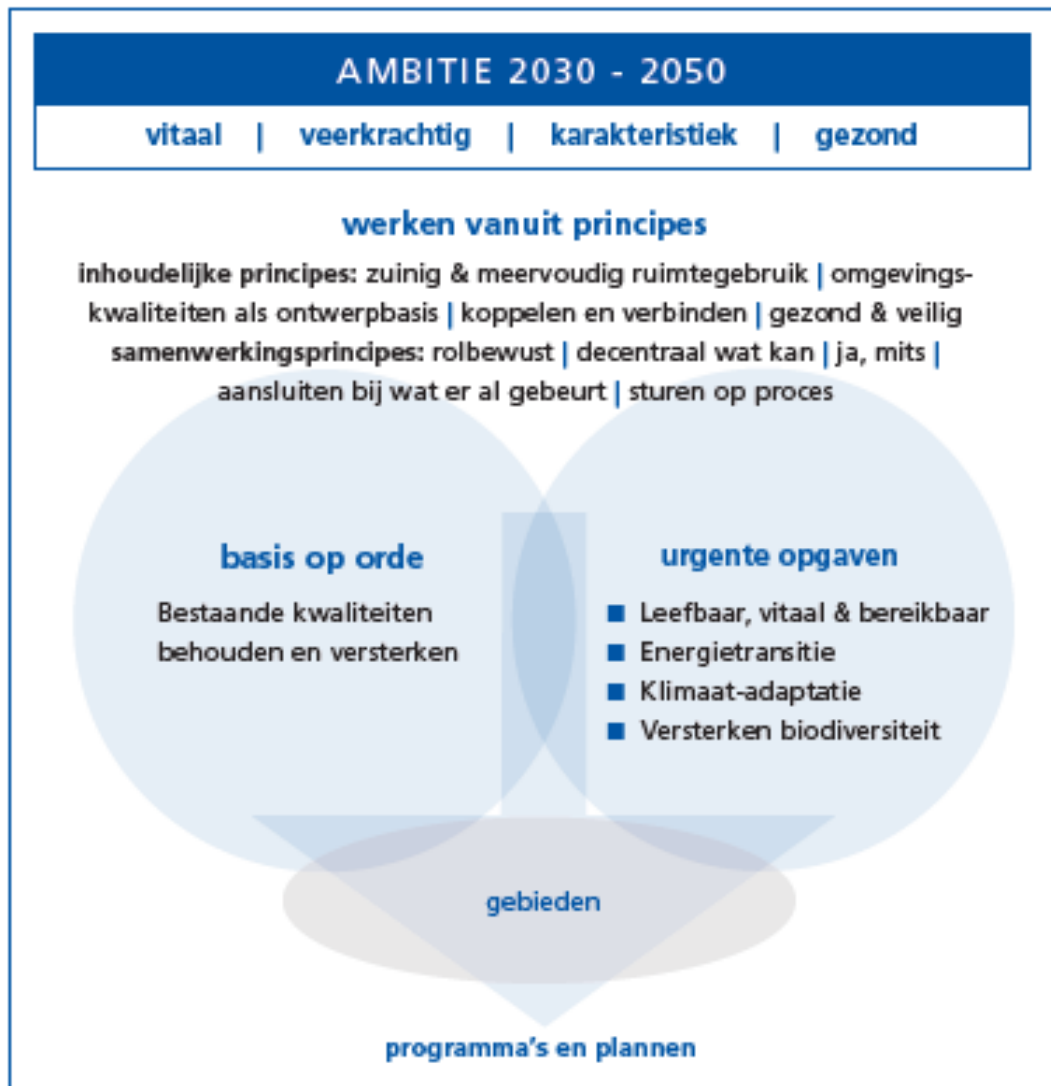 AMBITIE 2030 - 2050
vitaal | veerkrachtig | karakteristiek | gezond
werken vanuit principes
inhoudelijke principes: zuinig & meervoudig ruimtegebruik | omgevings-
kwaliteiten als ontwerpbasis | koppelen en verbinden | gezond & veilig
samenwerkingsprincipes: rolbewust | decentraal wat kan | ja, mits |
aansluiten bij wat er al gebeurt | sturen op proces
basis op orde
Bestaande kwaliteiten
behouden en versterken
urgente opgaven
■ Leefbaar, vitaal & bereikbaar
■ Energietransitie
■ Klimaat-adaptatie
■ Versterken biodiversiteit
gebieden
programma's en plannen